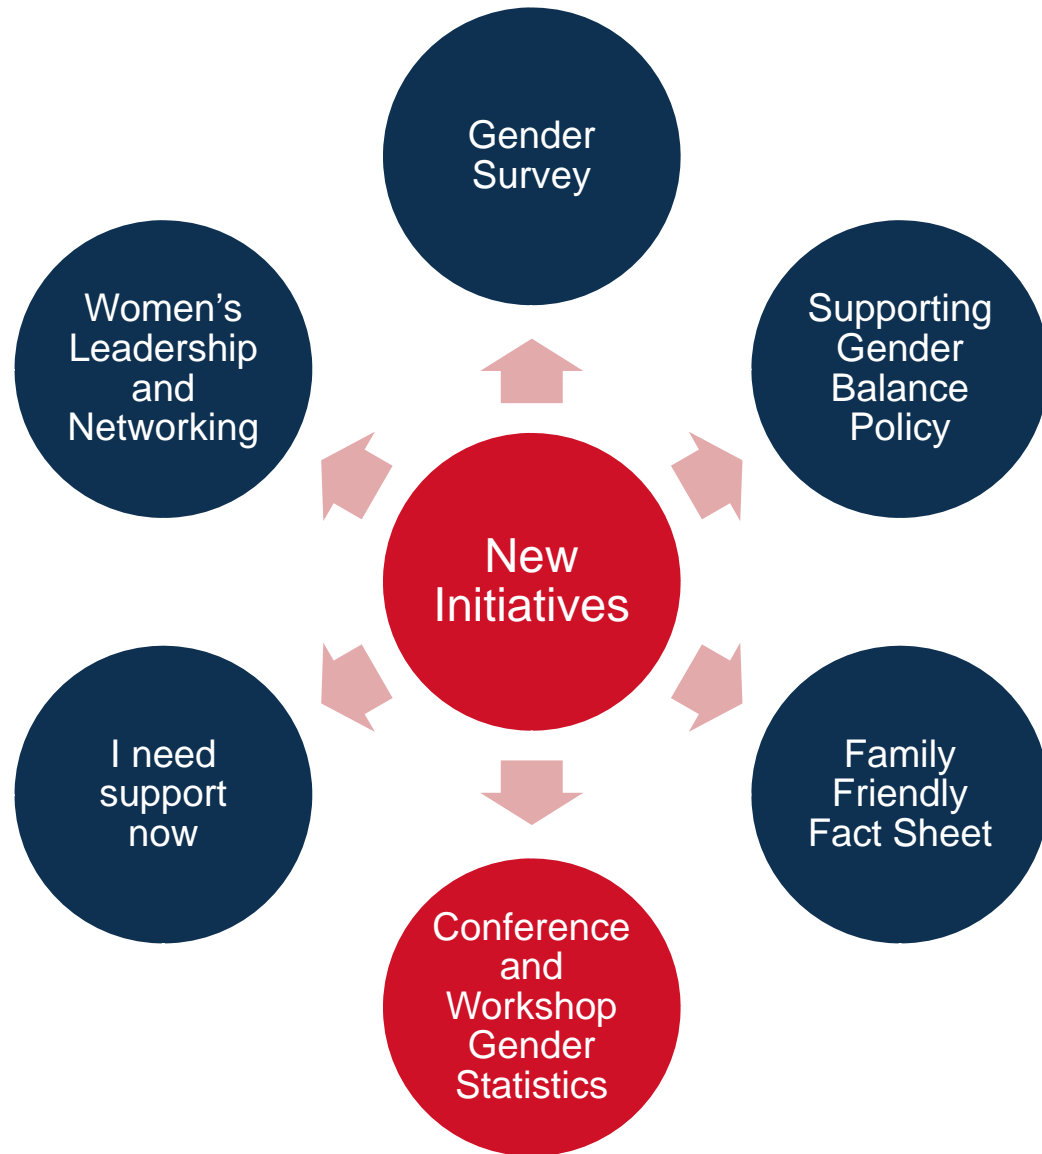 Gender
Survey
Women’s
Leadership
and
Networking
Supporting
Gender
Balance
Policy
New
Initiatives
I need
support
now
Family
Friendly
Fact Sheet
Conference
and
Workshop
Gender
Statistics